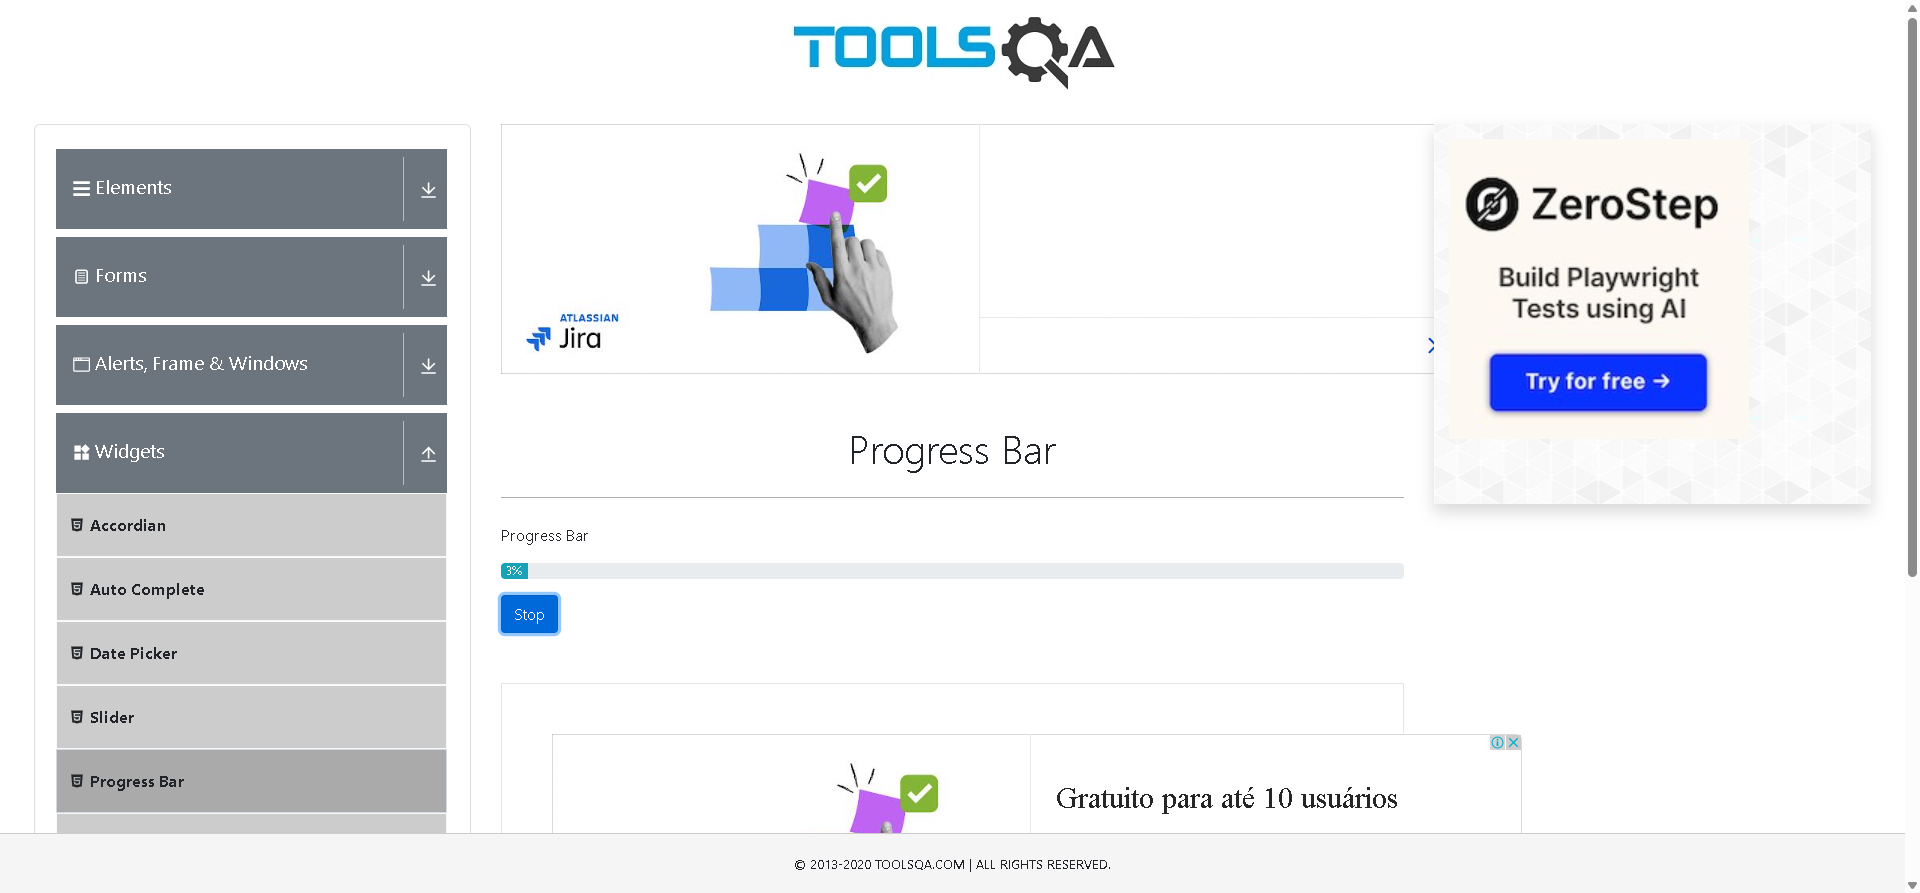 TOOLSQA
Elements
Forms
Alerts, Frame & Windows
Widgets
Accordian
Auto Complete
Date Picker
Slider
Progress Bar
ATLASSIAN
Jira
Progress Bar
Progress Bar
3%
Stop
Gratuito para até 10 usuários
ZeroStep
Build Playwright
Tests using AI
Try for free →
© 2013-2020 TOOLSQA.COM | ALL RIGHTS RESERVED.